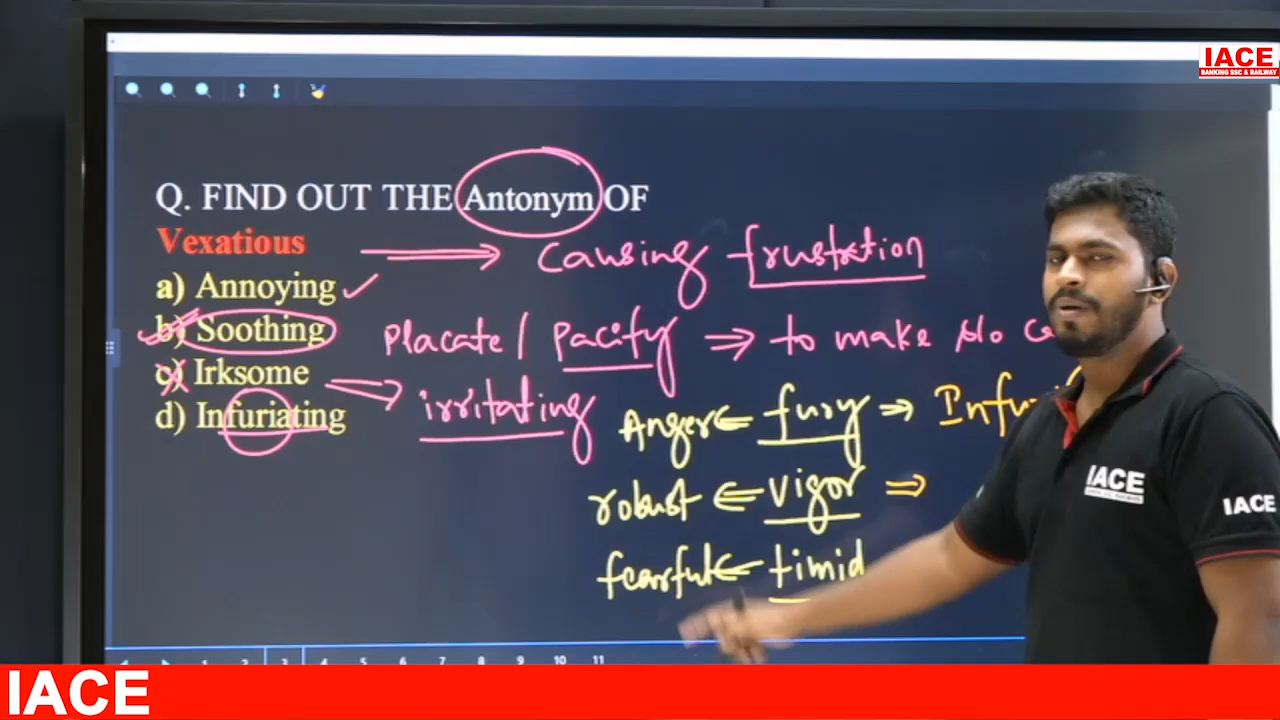 IACE
BANKING SSC & RAILWAY
Q. FIND OUT THE Antonym OF
Vexatious ⟹ Causing frustration
a) Annoying ✓
b) Soothing Placate / Pacify ⇒ to make
c) Irksome ⇒ irritating
d) Infuriating
Anger ⇐ fury ⇒
robust ⇐ vigor ⇒
fearful ⇐ timid
IACE
IACE
1 2 3 4 5 6 7 8 9 10 11
IACE